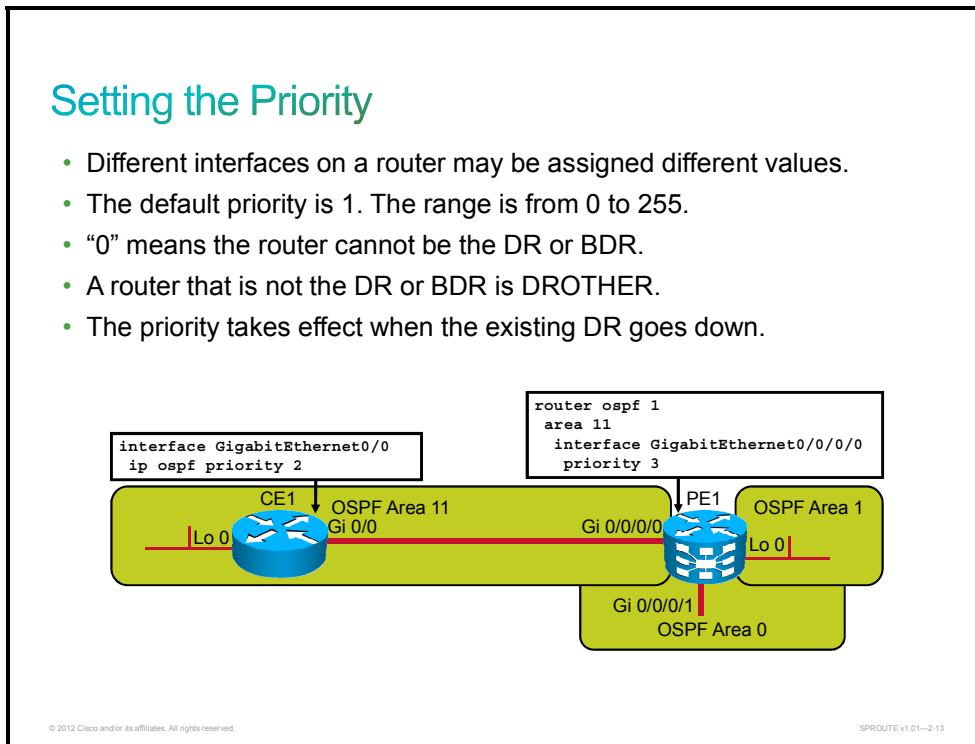 Setting the Priority
• Different interfaces on a router may be assigned different values.
• The default priority is 1. The range is from 0 to 255.
• “0” means the router cannot be the DR or BDR.
• A router that is not the DR or BDR is DROTHER.
• The priority takes effect when the existing DR goes down.
interface GigabitEthernet0/0
ip ospf priority 2
router ospf 1
area 11
interface GigabitEthernet0/0/0/0
priority 3
CE1
OSPF Area 11
PE1
OSPF Area 1
Lo 0
Gi 0/0
Gi 0/0/0/0
Lo 0
Gi 0/0/0/1
OSPF Area 0
© 2012 Cisco and/or its affiliates. All rights reserved.
SPROUTE v1.01—2-13